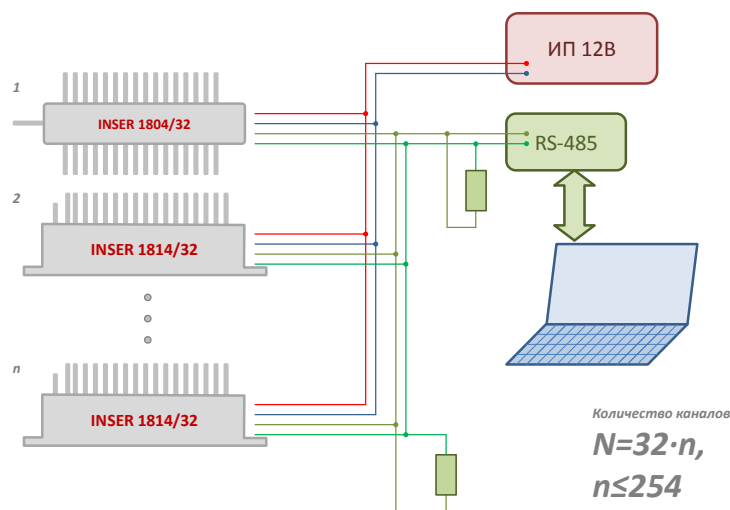 ИП 12В
1
INSER 1804/32
RS-485
2
INSER 1814/32
n
INSER 1814/32
Количество каналов
N=32·n,
n≤254